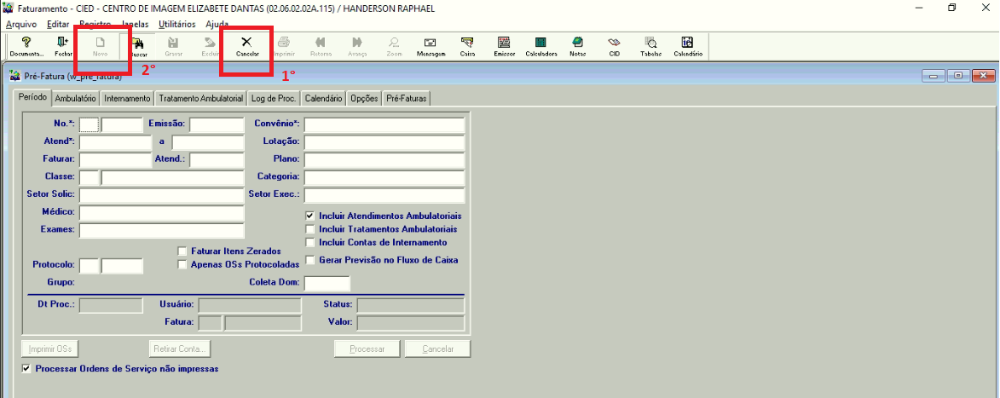 Faturamento - CIED - CENTRO DE IMAGEM ELIZABETE DANTAS (02.06.02.02A.115) / HANDERSON RAPHAEL
Arquivo Editar Registro Janelas Utilitários Ajuda
Documenta... Fechar Novo Buscar Gravar Excluir Cancelar Imprimir Retorna Avança Zoom Mensagem Caixa Emissor Calculadora Notas CID Tabelas Calendário
2° 1°
Pré-Fatura (w_pre_fatura)
Período Ambulatório Internamento Tratamento Ambulatorial Log de Proc. Calendário Opções Pré-Faturas
No.*: Emissão: Convênio*:
Atend*: a Lotação:
Faturar: Atend.: Plano:
Classe: Categoria:
Setor Solic: Setor Exec.:
Médico: Incluir Atendimentos Ambulatoriais
Exames: Incluir Tratamentos Ambulatoriais
Incluir Contas de Internamento
Faturar Itens Zerados
Protocolo: Apenas OSs Protocoladas Gerar Previsão no Fluxo de Caixa
Grupo: Coleta Dom:
Dt Proc.: Usuário: Status:
Fatura: Valor:
Imprimir OSs Retirar Conta... Processar Cancelar
Processar Ordens de Serviço não impressas